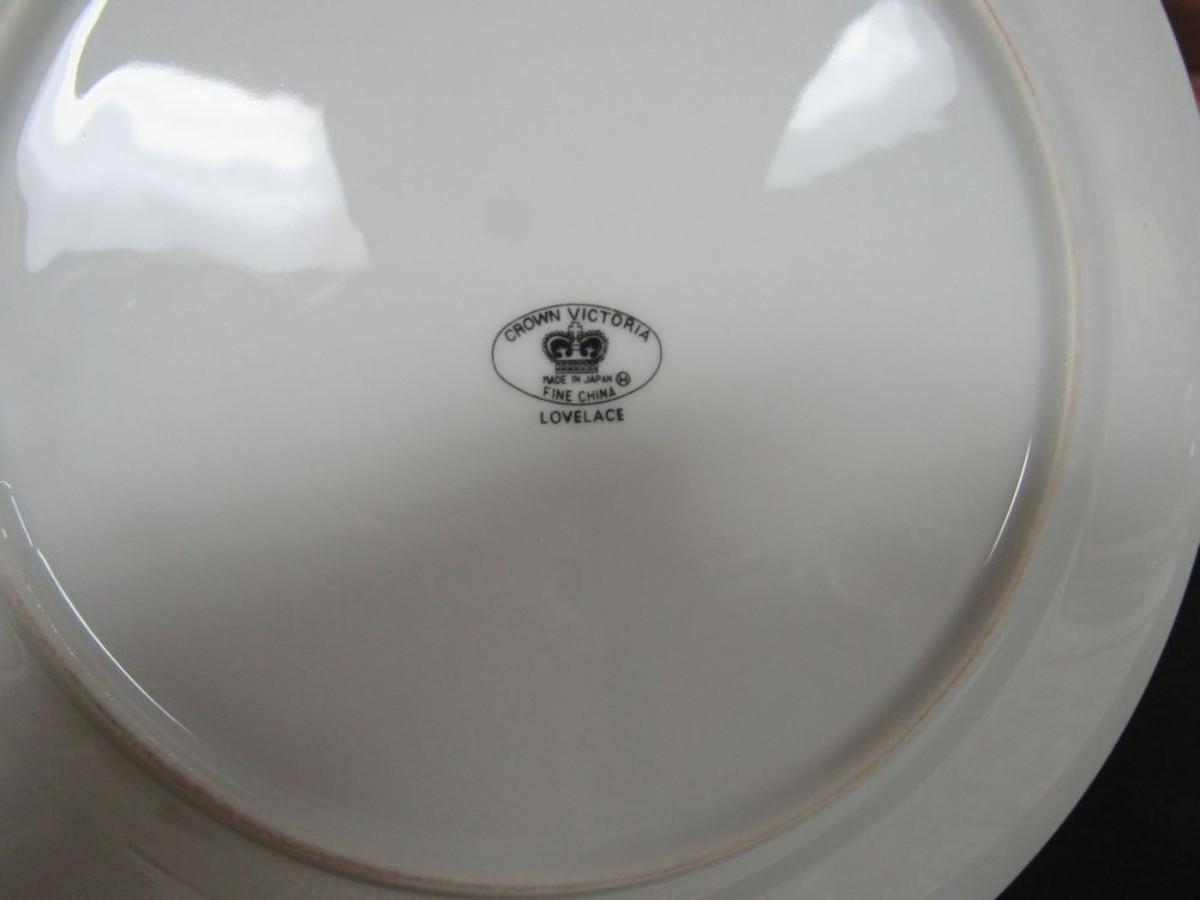 CROWN VICTORIA
MADE IN JAPAN H
FINE CHINA
LOVELACE